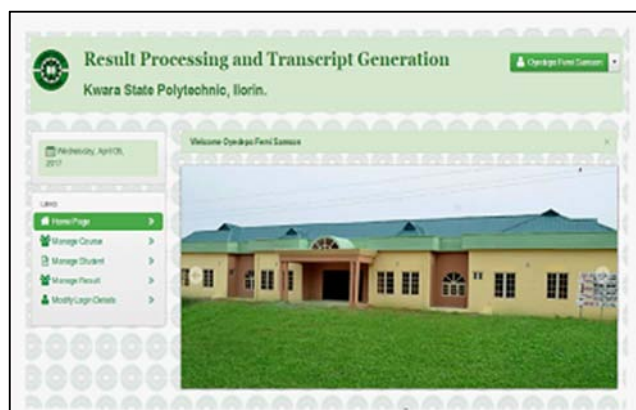 Result Processing and Transcript Generation
Kwara State Polytechnic, Ilorin.
Oyedepo Femi Samson
Wednesday, April 05,
2017
Welcome Oyedepo Femi Samson
LINKS
Home Page
Manage Course
Manage Student
Manage Result
Modify Login Details